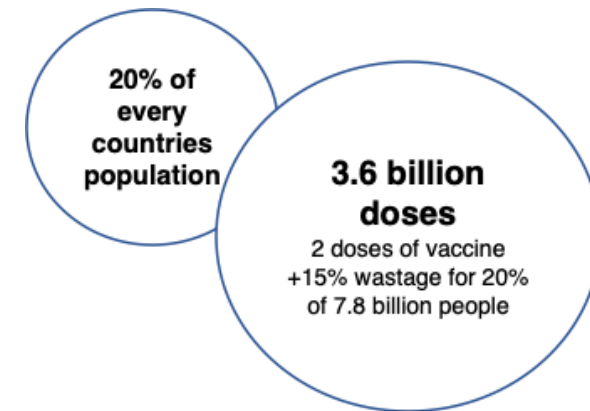 20% of
every
countries
population
3.6 billion
doses
2 doses of vaccine
+15% wastage for 20%
of 7.8 billion people